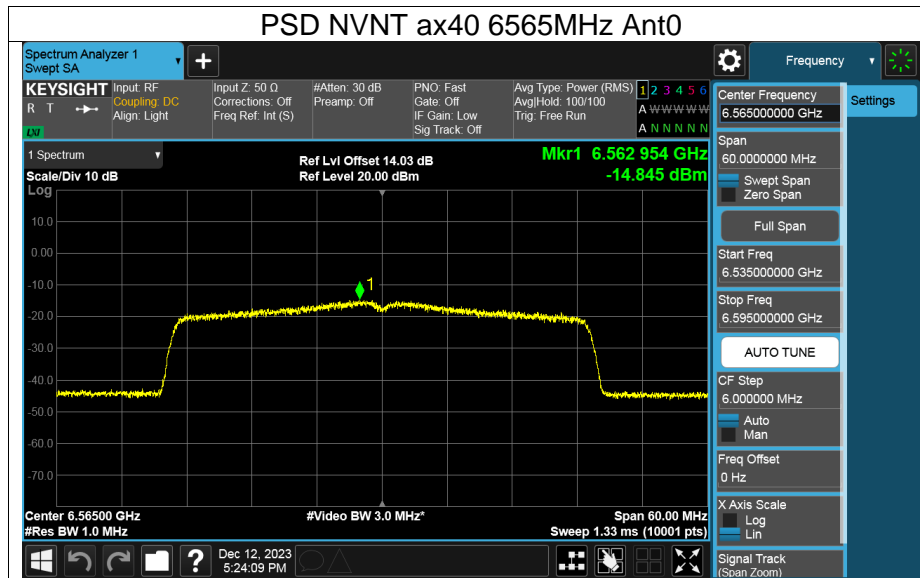 PSD NVNT ax40 6565MHz Ant0
Spectrum Analyzer 1
Swept SA
+
Frequency
KEYSIGHT
R T
LXI
Input: RF
Coupling: DC
Align: Light
Input Z: 50 Ω
Corrections: Off
Freq Ref: Int (S)
#Atten: 30 dB
Preamp: Off
PNO: Fast
Gate: Off
IF Gain: Low
Sig Track: Off
Avg Type: Power (RMS)
Avg|Hold: 100/100
Trig: Free Run
1 2 3 4 5 6
A W W W W W
A N N N N N
1 Spectrum
Scale/Div 10 dB
Log
Ref Lvl Offset 14.03 dB
Ref Level 20.00 dBm
Mkr1 6.562 954 GHz
-14.845 dBm
10.0
0.00
-10.0
-20.0
-30.0
-40.0
-50.0
-60.0
-70.0
1
Center 6.56500 GHz
#Res BW 1.0 MHz
#Video BW 3.0 MHz*
Span 60.00 MHz
Sweep 1.33 ms (10001 pts)
Center Frequency
6.565000000 GHz
Settings
Span
60.0000000 MHz
Swept Span
Zero Span
Full Span
Start Freq
6.535000000 GHz
Stop Freq
6.595000000 GHz
AUTO TUNE
CF Step
6.000000 MHz
Auto
Man
Freq Offset
0 Hz
X Axis Scale
Log
Lin
Signal Track
(Span Zoom)
?
Dec 12, 2023
5:24:09 PM